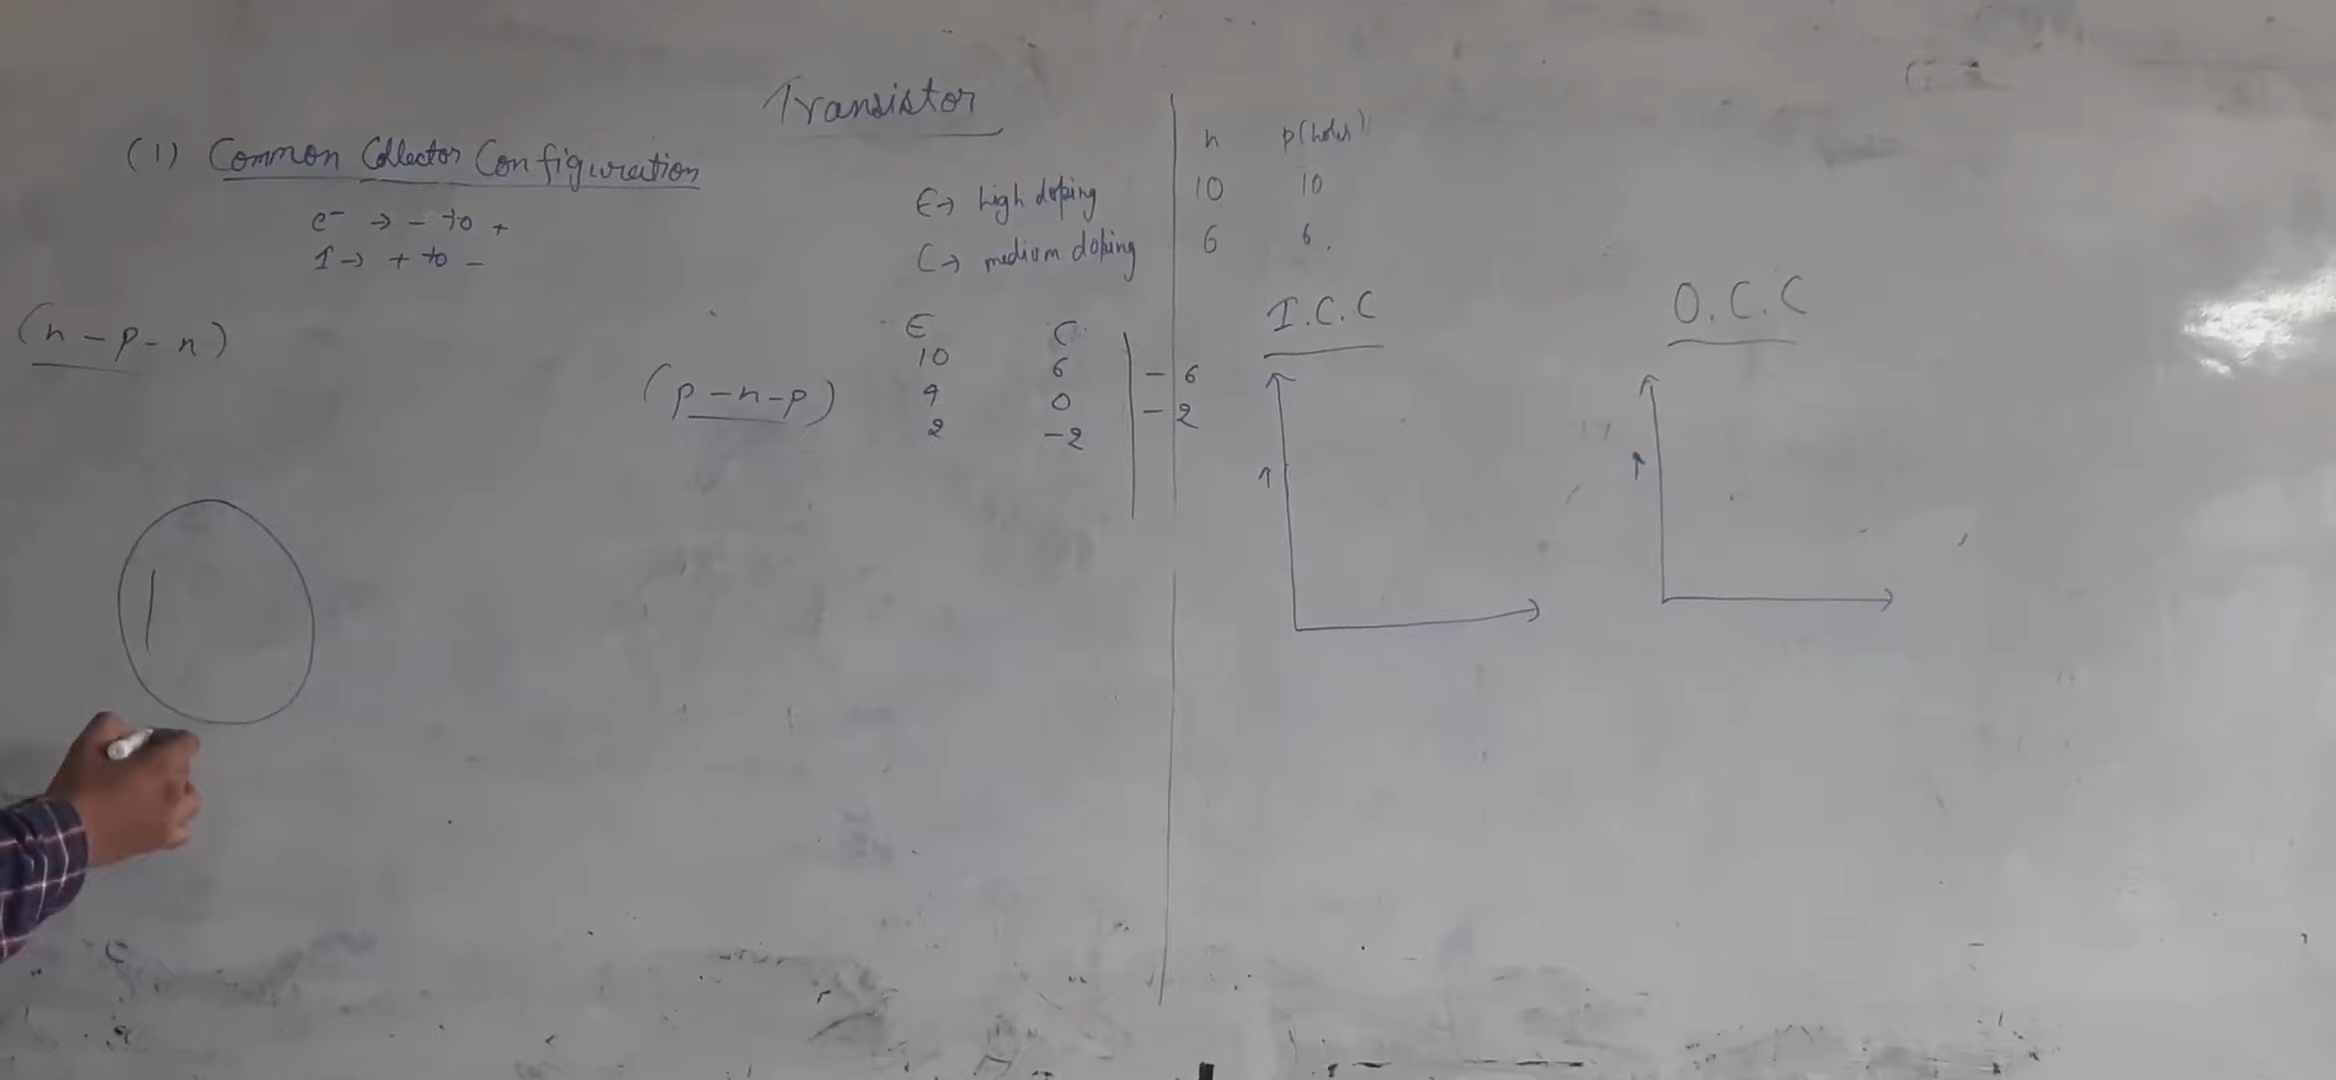 Transistor
(1) Common Collector Configuration
e⁻ → - to +
I → + to -
E → high doping
C → medium doping
n p(holes)
10 10
6 6.
(n-p-n)
(p-n-p)
E C
10 6
4 0
2 -2
- 6
- 2
I.C.C
O.C.C